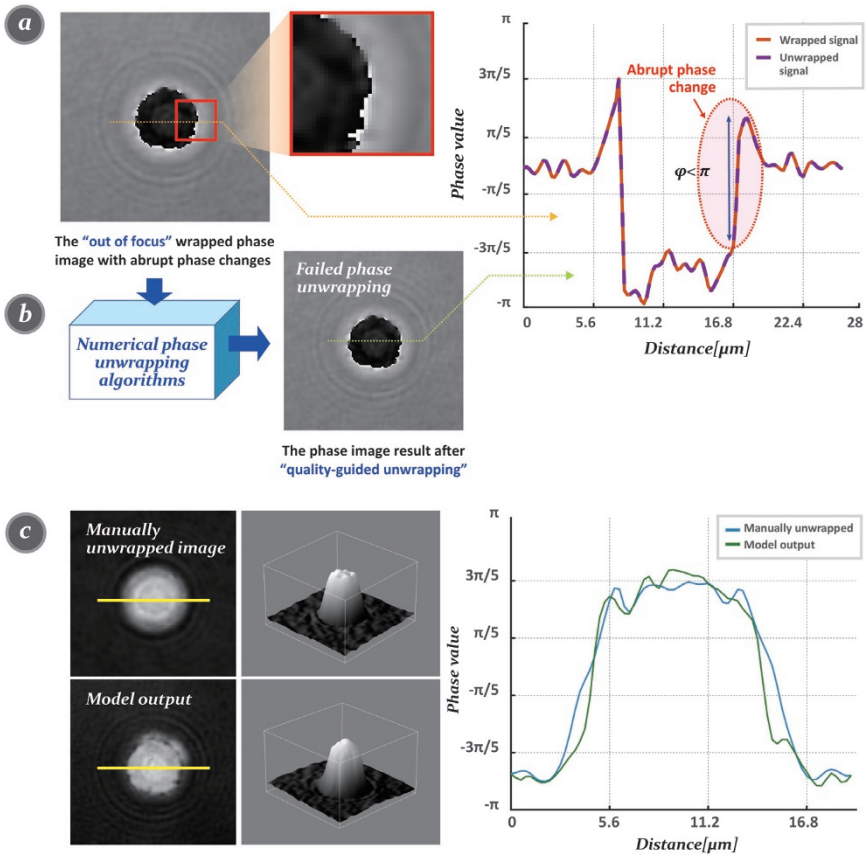 a
The “out of focus” wrapped phase
image with abrupt phase changes
π
3π/5
π/5
-π/5
-3π/5
-π
Phase value
Wrapped signal
Unwrapped
signal
Abrupt phase
change
φ<π
0 5.6 11.2 16.8 22.4 28
Distance[μm]
b
Numerical phase
unwrapping
algorithms
Failed phase
unwrapping
The phase image result after
“quality-guided unwrapping”
c
Manually
unwrapped image
Model output
π
3π/5
π/5
-π/5
-3π/5
-π
Phase value
Manually unwrapped
Model output
0 5.6 11.2 16.8
Distance[μm]